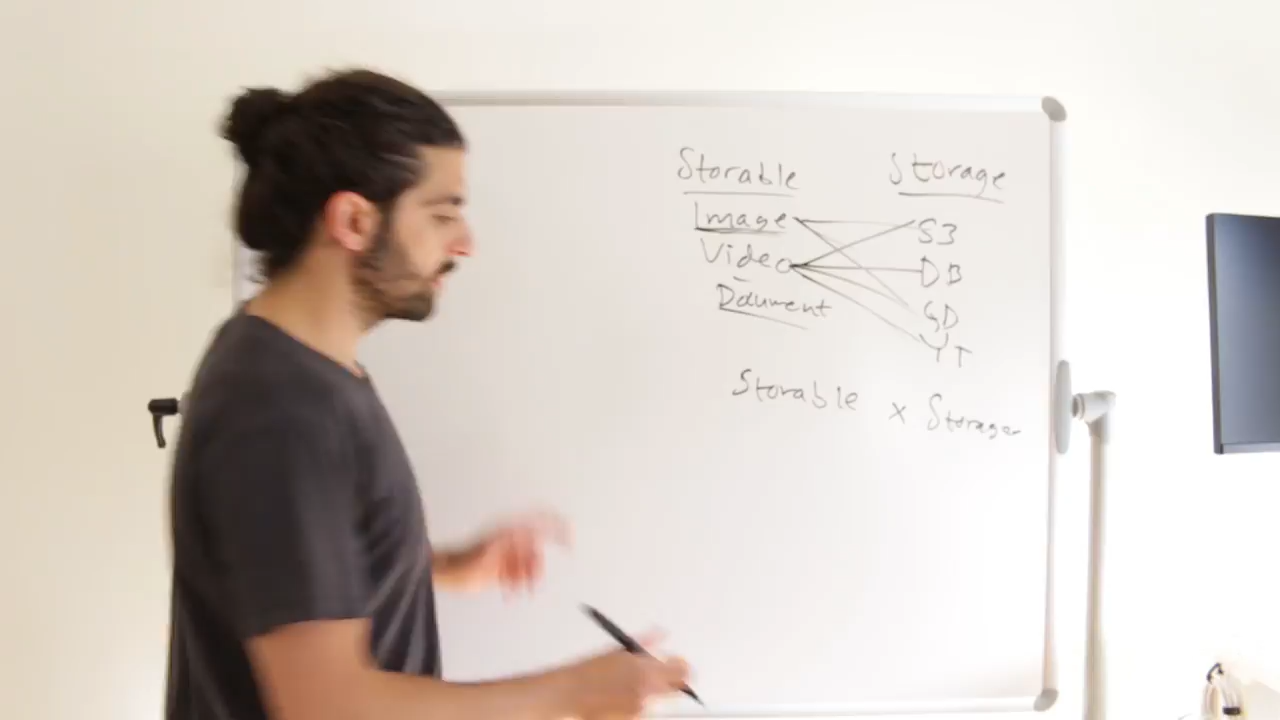 Storable Storage
Image S3
Video DB
Document GD
YT
Storable x Storage